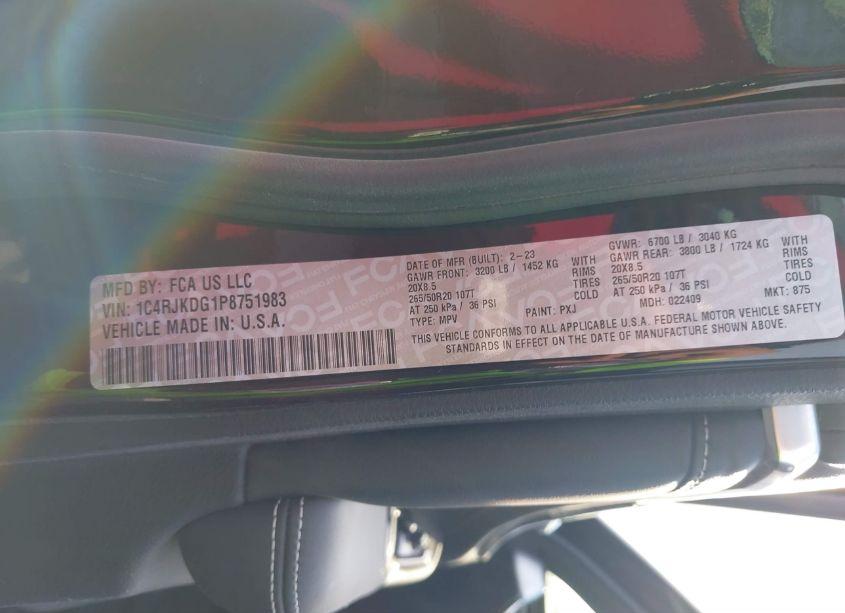 MFD BY: FCA US LLC
VIN: 1C4RJKDG1P8751983
VEHICLE MADE IN: U.S.A.
DATE OF MFR (BUILT): 2-23
GAWR FRONT: 3200 LB / 1452 KG WITH
20X8.5 RIMS
265/50R20 107T TIRES
AT 250 kPa / 36 PSI
TYPE: MPV PAINT: PXJ
GVWR: 6700 LB / 3040 KG
GAWR REAR: 3800 LB / 1724 KG WITH
20X8.5 RIMS
265/50R20 107T TIRES
AT 250 kPa / 36 PSI
MDH: 022409 MKT: 875
THIS VEHICLE CONFORMS TO ALL APPLICABLE U.S.A. FEDERAL MOTOR VEHICLE SAFETY
STANDARDS IN EFFECT ON THE DATE OF MANUFACTURE SHOWN ABOVE.